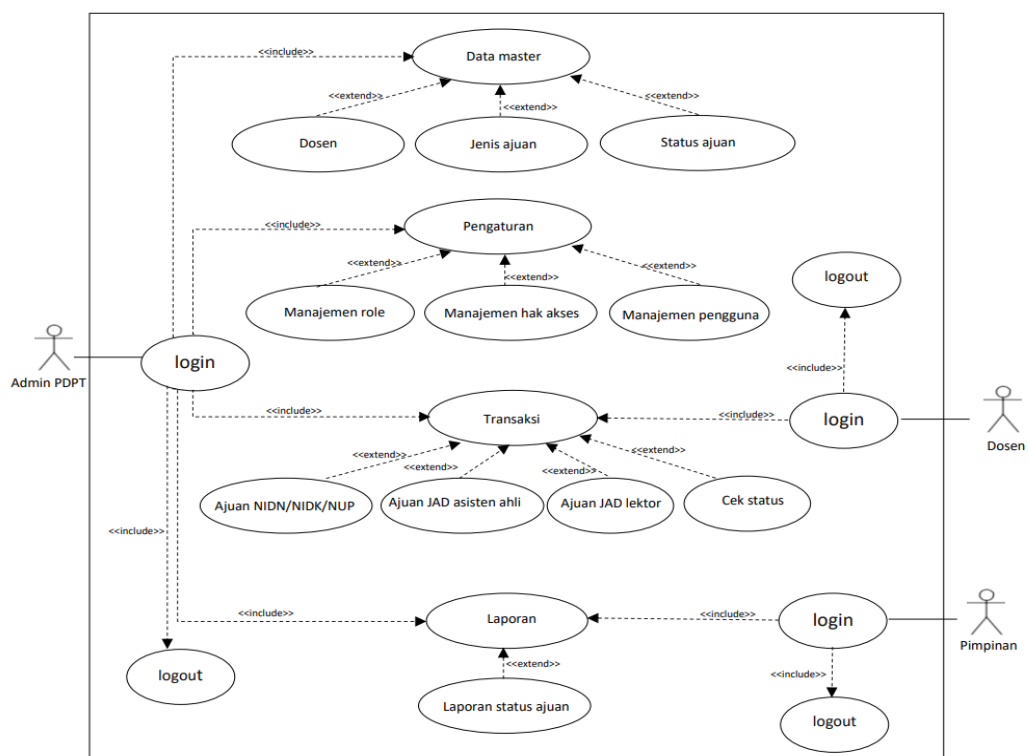 <<include>>
Data master
<<extend>>
<<extend>>
<<extend>>
Dosen
Jenis ajuan
Status ajuan
<<include>>
Pengaturan
<<extend>>
<<extend>>
<<extend>>
logout
Manajemen role
Manajemen hak akses
Manajemen pengguna
login
Admin PDPT
<<include>>
<<include>>
Transaksi
<<include>>
login
Dosen
<<extend>>
<<extend>>
<<extend>>
<<extend>>
Ajuan NIDN/NIDK/NUP
Ajuan JAD asisten ahli
Ajuan JAD lektor
Cek status
<<include>>
<<include>>
Laporan
<<include>>
login
Pimpinan
<<extend>>
logout
<<include>>
Laporan status ajuan
logout